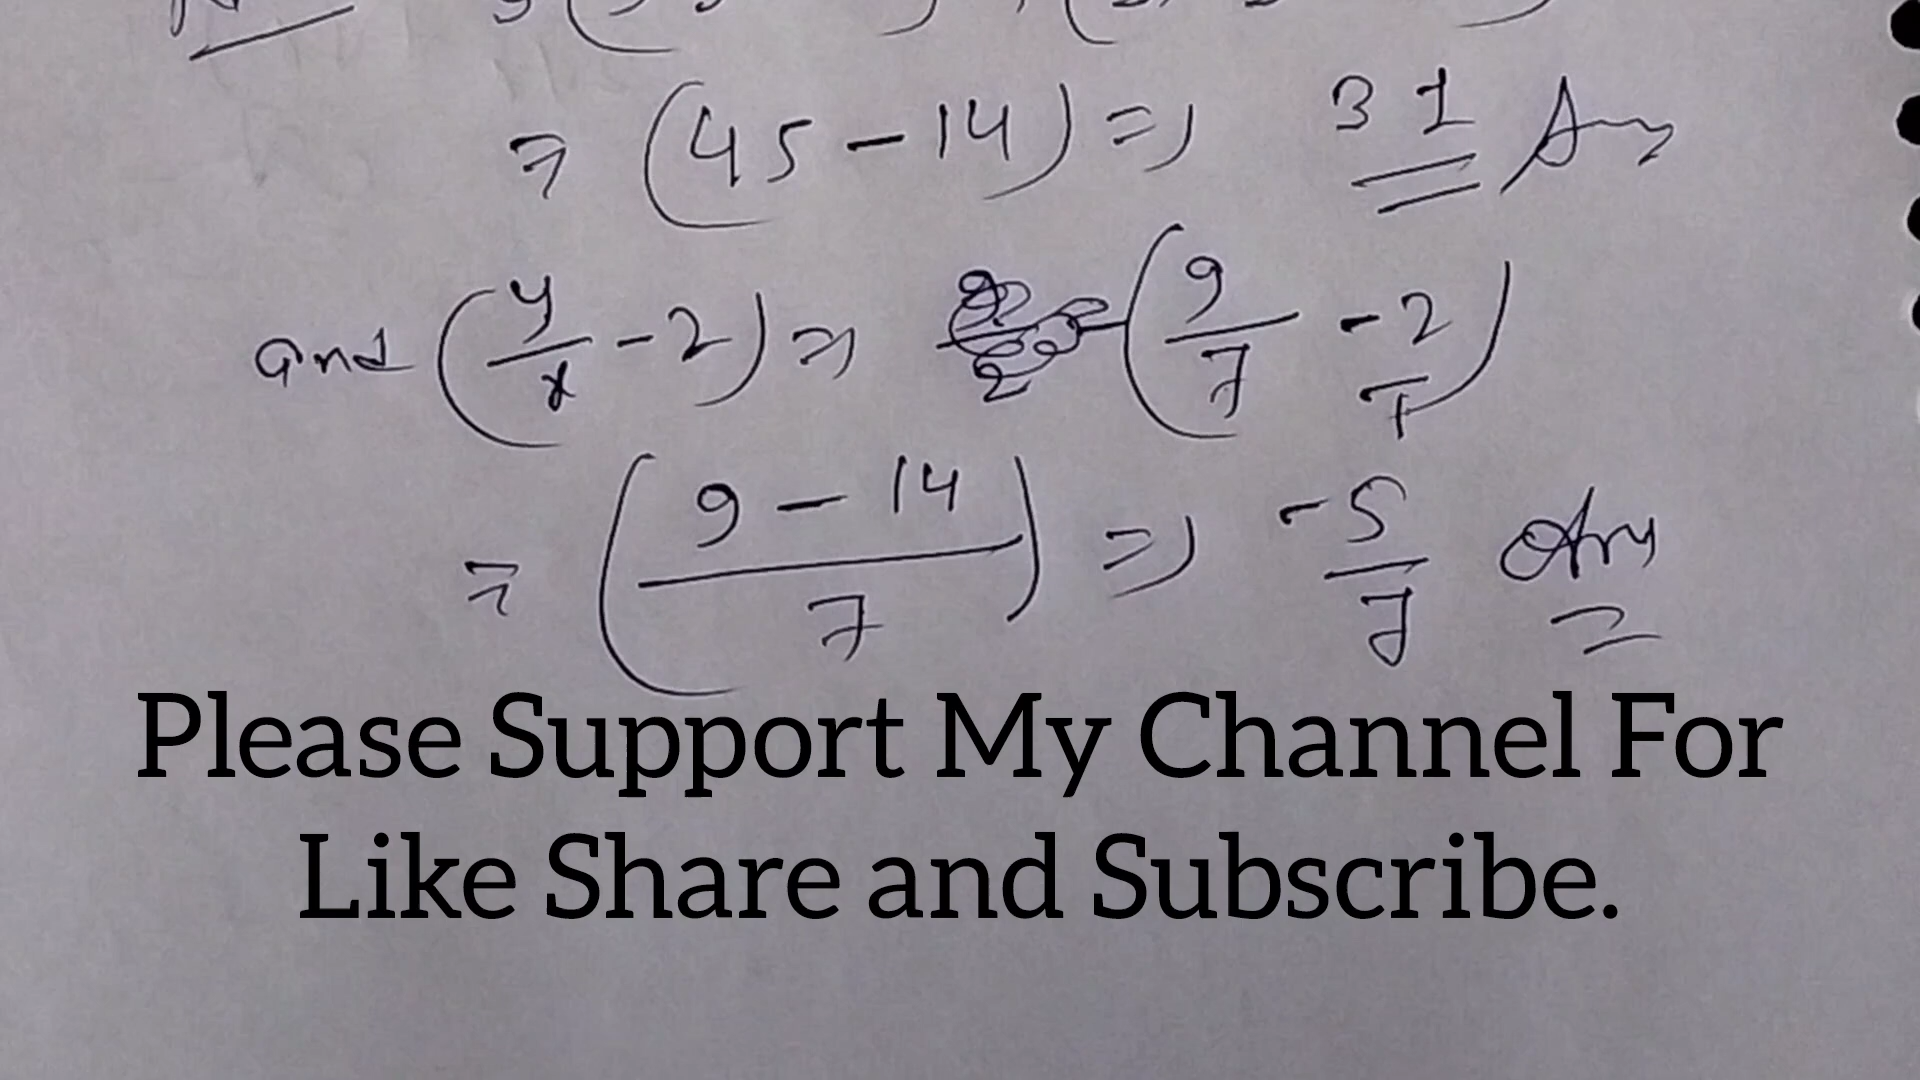 = (45 - 14) => 31 Ans
and (y/x - 2) => (9/7 - 2/1)
= (9 - 14 / 7) => -5/7 Ans
Please Support My Channel For
Like Share and Subscribe.